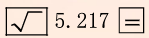 √ 5.217 =